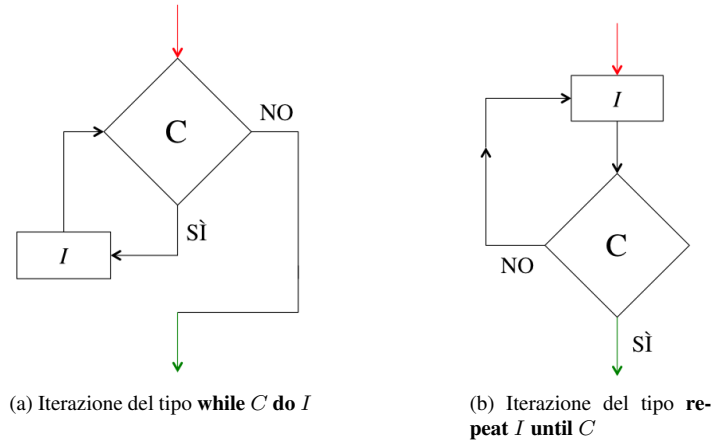 C
NO
SÌ
I
(a) Iterazione del tipo while C do I
I
C
NO
SÌ
(b) Iterazione del tipo re-
peat I until C